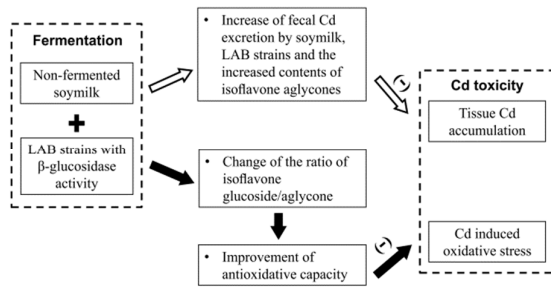 Fermentation
Non-fermented
soymilk
+
LAB strains with
β-glucosidase
activity
• Increase of fecal Cd
excretion by soymilk,
LAB strains and the
increased contents of
isoflavone aglycones
• Change of the ratio of
isoflavone
glucoside/aglycone
• Improvement of
antioxidative capacity
(-)
(-)
Cd toxicity
Tissue Cd
accumulation
Cd induced
oxidative stress